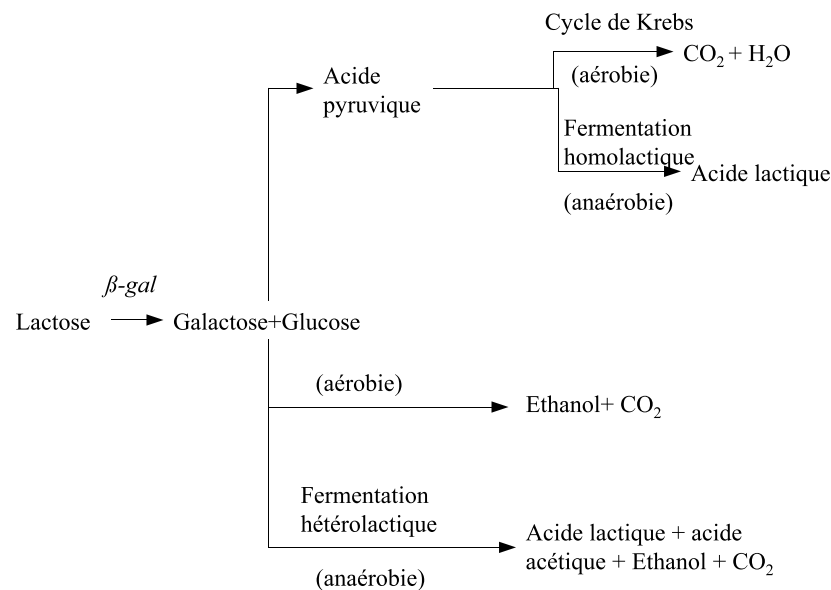 Cycle de Krebs
CO₂ + H₂O
(aérobie)
Acide
pyruvique
Fermentation
homolactique
Acide lactique
(anaérobie)
ß-gal
Lactose
Galactose+Glucose
(aérobie)
Ethanol+ CO₂
Fermentation
hétérolactique
Acide lactique + acide
acétique + Ethanol + CO₂
(anaérobie)